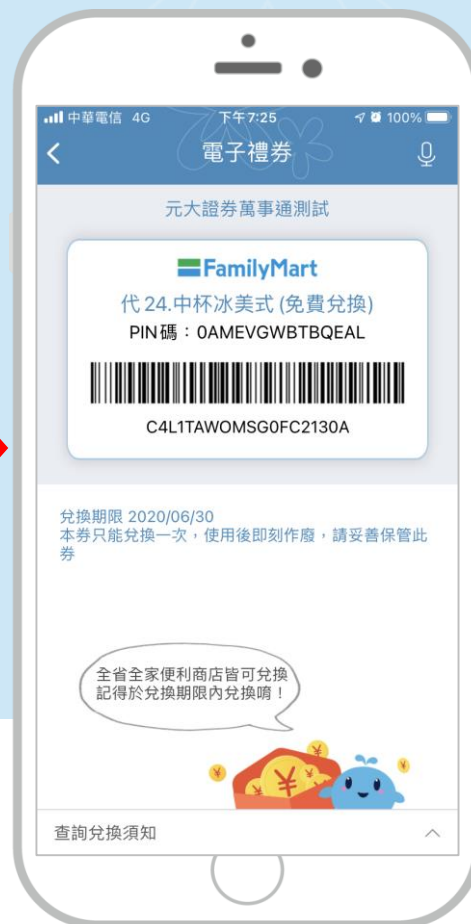 中華電信 4G 下午7:25 100%
電子禮券
元大證券萬事通測試
FamilyMart
代 24.中杯冰美式 (免費兌換)
PIN碼：0AMEVGWBTBQEAL
C4L1TAWOMSG0FC2130A
兌換期限 2020/06/30
本券只能兌換一次，使用後即刻作廢，請妥善保管此
券
全省全家便利商店皆可兌換
記得於兌換期限內兌換唷！
查詢兌換須知